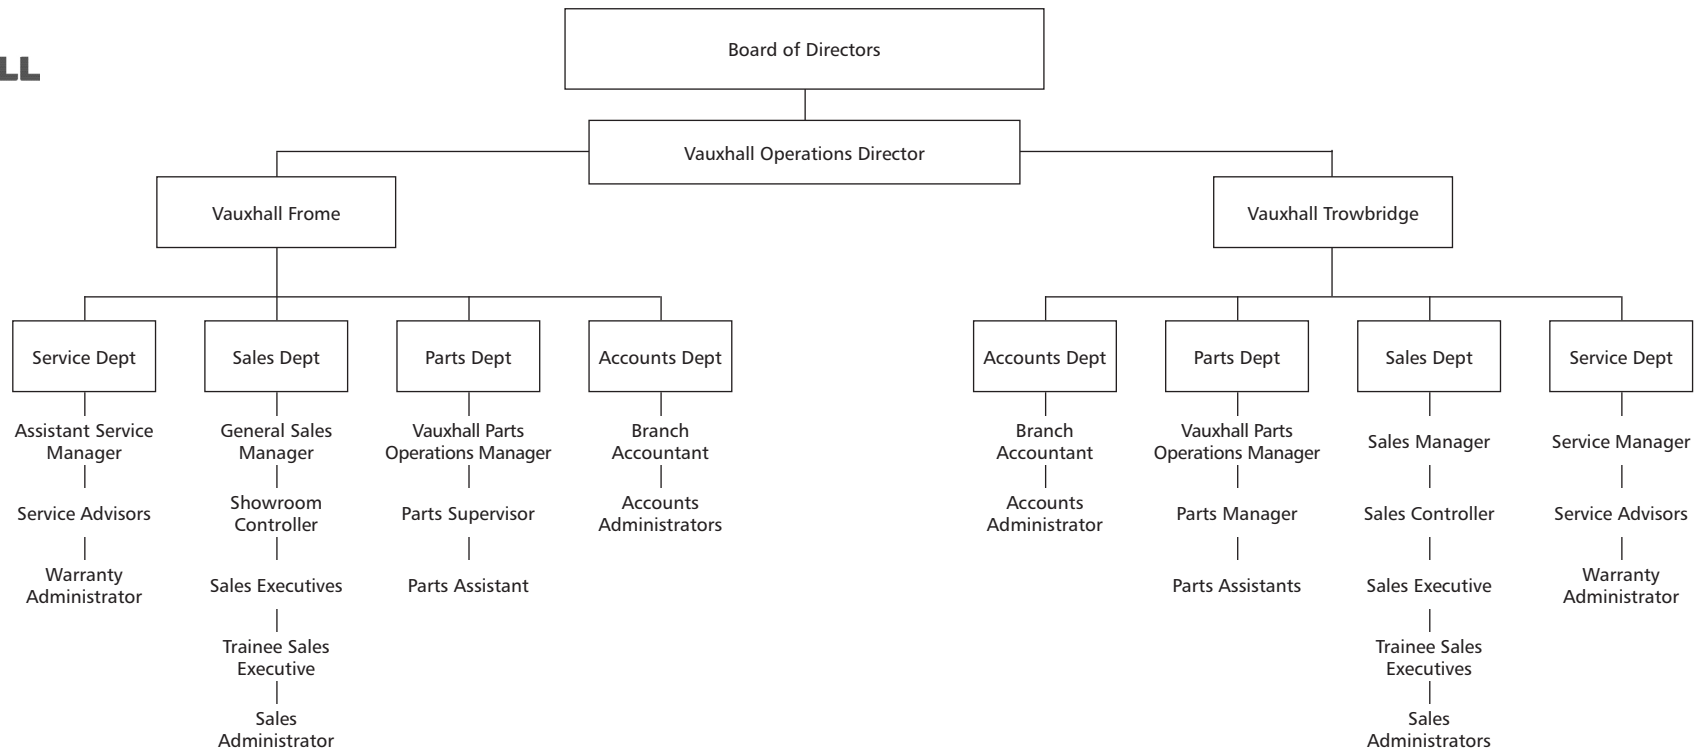 Board of Directors
LL
Vauxhall Operations Director
Vauxhall Frome
Vauxhall Trowbridge
Service Dept
Sales Dept
Parts Dept
Accounts Dept
Accounts Dept
Parts Dept
Sales Dept
Service Dept
Assistant Service
Manager
Service Advisors
Warranty
Administrator
General Sales
Manager
Showroom
Controller
Sales Executives
Trainee Sales
Executive
Sales
Administrator
Vauxhall Parts
Operations Manager
Parts Supervisor
Parts Assistant
Branch
Accountant
Accounts
Administrators
Branch
Accountant
Accounts
Administrator
Vauxhall Parts
Operations Manager
Parts Manager
Parts Assistants
Sales Manager
Sales Controller
Sales Executive
Trainee Sales
Executives
Sales
Administrators
Service Manager
Service Advisors
Warranty
Administrator